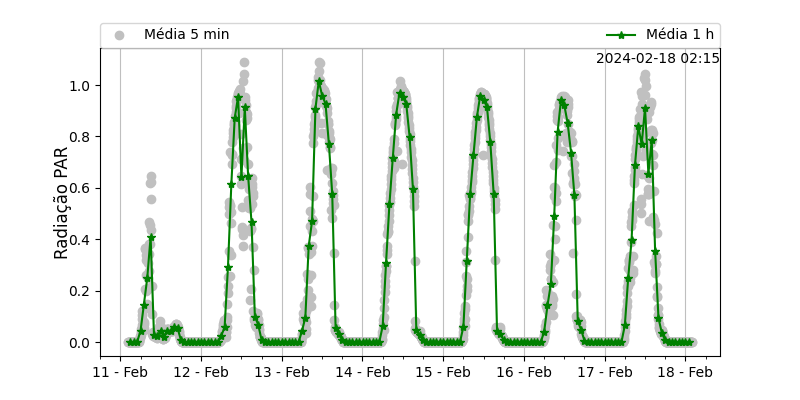 Média 5 min
Média 1 h
2024-02-18 02:15
Radiação PAR
1.0
0.8
0.6
0.4
0.2
0.0
11 - Feb
12 - Feb
13 - Feb
14 - Feb
15 - Feb
16 - Feb
17 - Feb
18 - Feb